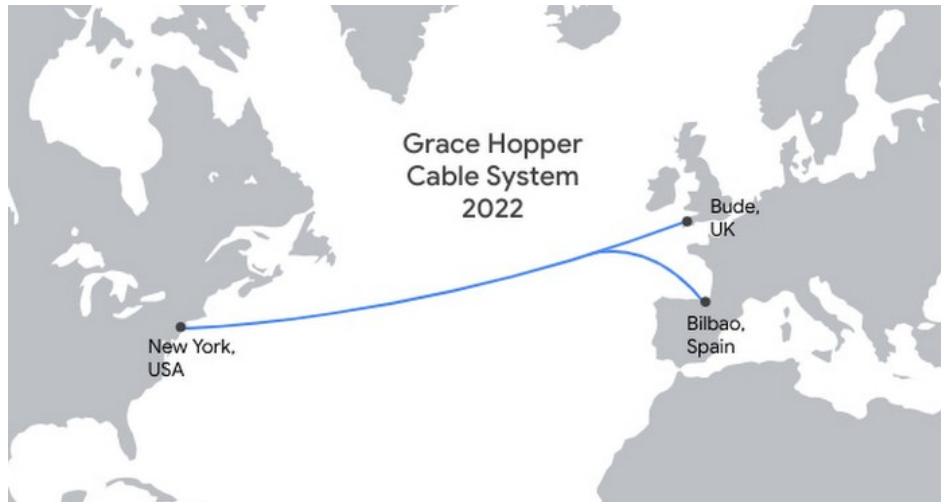 Grace Hopper
Cable System
2022
Bude,
UK
New York,
USA
Bilbao,
Spain